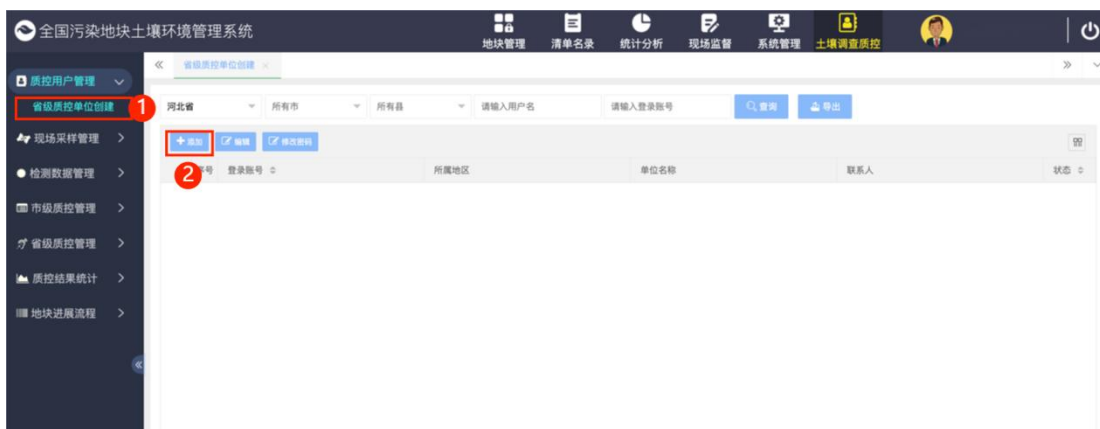 全国污染地块土壤环境管理系统
地块管理 清单名录 统计分析 现场监督 系统管理 土壤调查质控
质控用户管理
省级质控单位创建
现场采样管理
检测数据管理
市级质控管理
省级质控管理
质控结果统计
地块进展流程
省级质控单位创建 ×
1
河北省 所有市 所有县 请输入用户名 请输入登录账号 查询 导出
+添加 编辑 修改密码
2
号 登录账号 所属地区 单位名称 联系人 状态